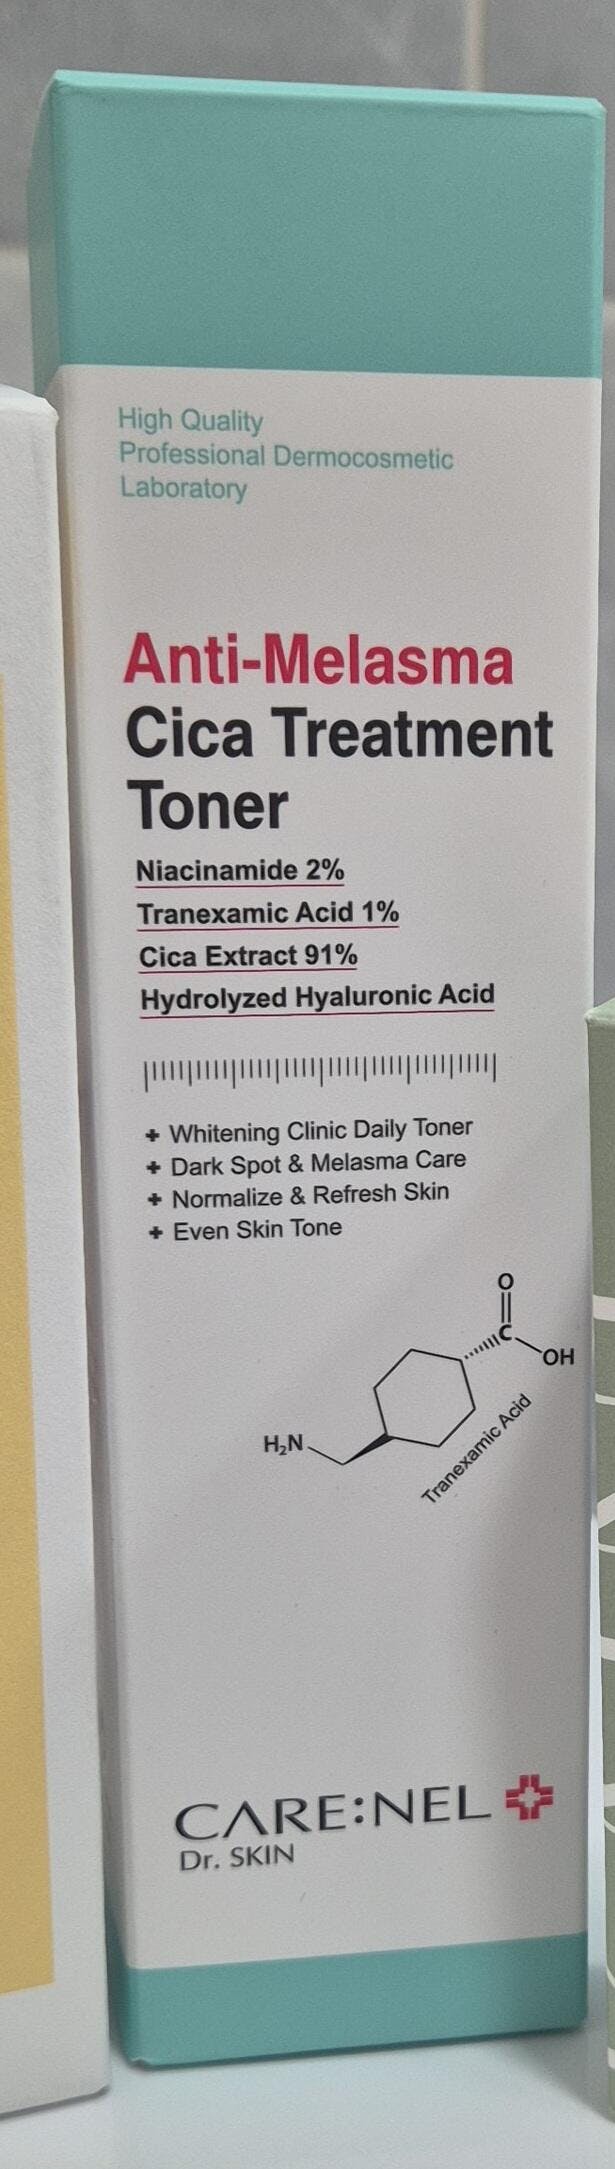 High Quality
Professional Dermocosmetic
Laboratory
Anti-Melasma
Cica Treatment
Toner
Niacinamide 2%
Tranexamic Acid 1%
Cica Extract 91%
Hydrolyzed Hyaluronic Acid
+ Whitening Clinic Daily Toner
+ Dark Spot & Melasma Care
+ Normalize & Refresh Skin
+ Even Skin Tone
O
C
OH
H₂N
Tranexamic Acid
CARE:NEL
Dr. SKIN